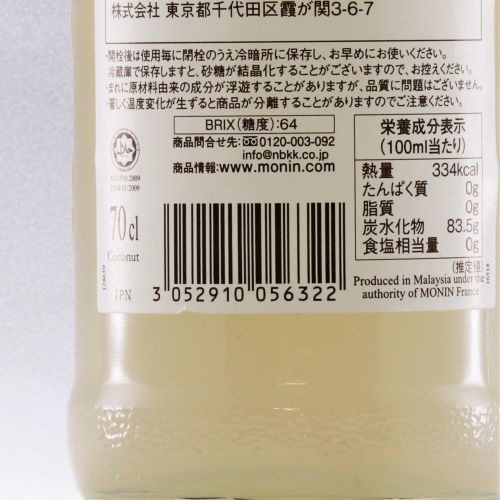 株式会社 東京都千代田区霞が関3-6-7
・開栓後は使用毎に閉栓のうえ冷暗所に保存し、お早めにお使いください。
冷蔵庫で保存しますと、砂糖が結晶化することがございますので、お控えください。
・まれに原材料由来の成分が浮遊することがありますが、品質に問題はございません。
・著しく温度変化が生ずると商品が分離することがありますのでご注意ください。
BRIX(糖度):64
商品問合せ先: 0120-003-092
info@nbkk.co.jp
商品情報:www.monin.com
栄養成分表示
(100ml当たり)
熱量 334kcal
たんぱく質 0g
脂質 0g
炭水化物 83.5g
食塩相当量 0g
(推定値)
Produced in Malaysia under the
authority of MONIN France
70cl
Coconut
JPN
3 052910 056322